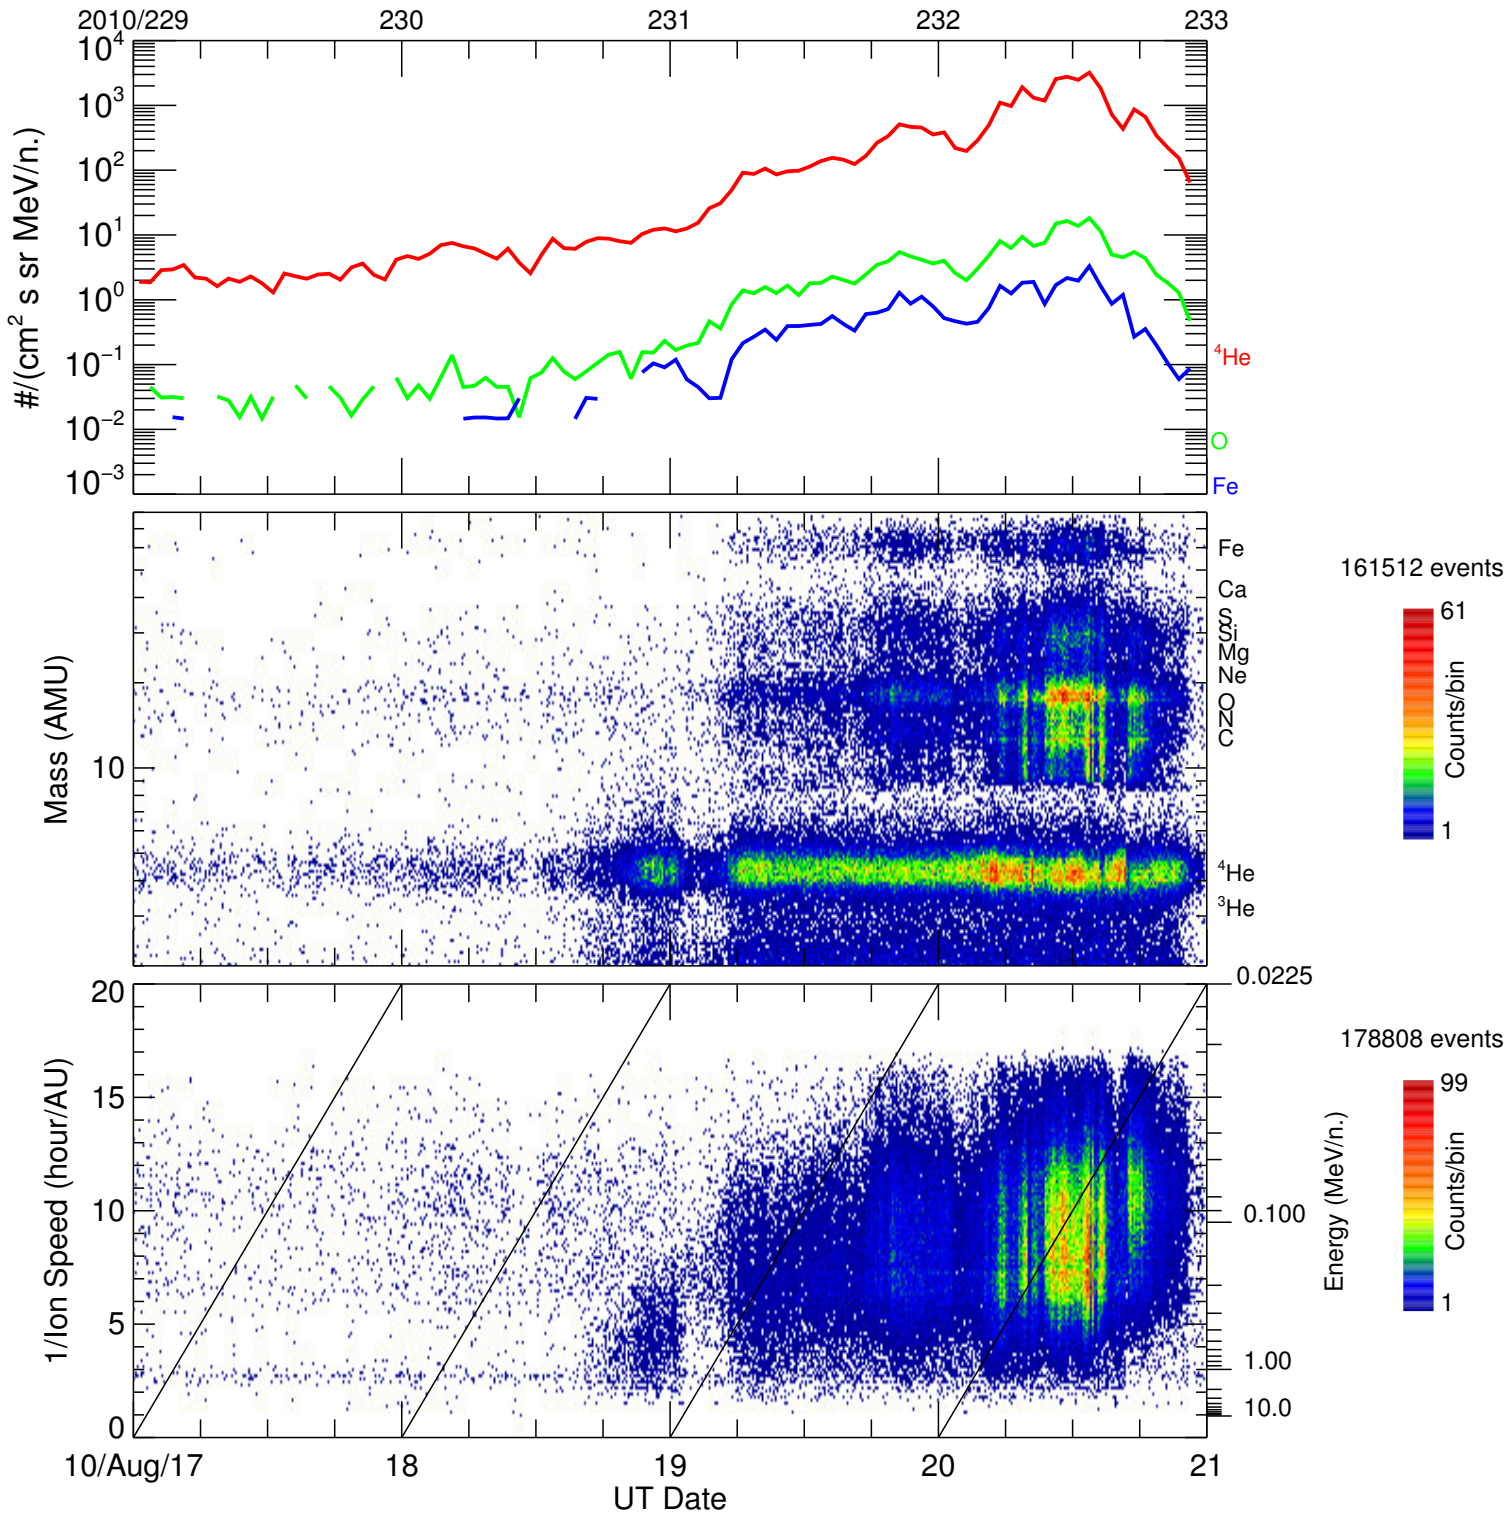 2010/229 230 231 232 233
10^4
10^3
10^2
10^1
10^0
10^−1
10^−2
10^−3
#/(cm^2 s sr MeV/n.)
^4He
O
Fe
Mass (AMU)
10
Fe
Ca
S
Si
Mg
Ne
O
N
C
^4He
^3He
161512 events
61
Counts/bin
1
20
15
10
5
0
1/Ion Speed (hour/AU)
0.0225
0.100
1.00
10.0
Energy (MeV/n.)
178808 events
99
Counts/bin
1
10/Aug/17 18 19 20 21
UT Date